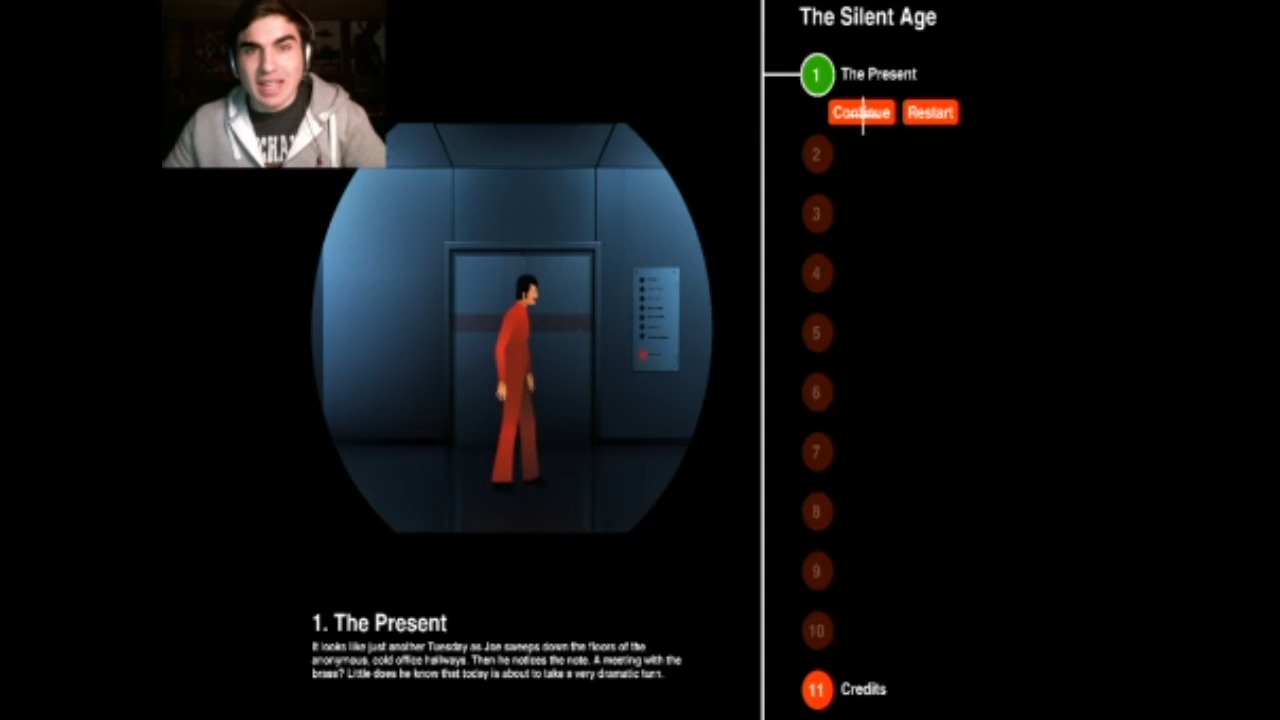 The Silent Age
1 The Present
Continue Restart
2
3
4
5
6
7
8
9
10
11 Credits
1. The Present
It looks like just another Tuesday as Joe sweeps down the floors of the
anonymous, cold office hallways. Then he notices the note. A meeting with the
brass? Little does he know that today is about to take a very dramatic turn.